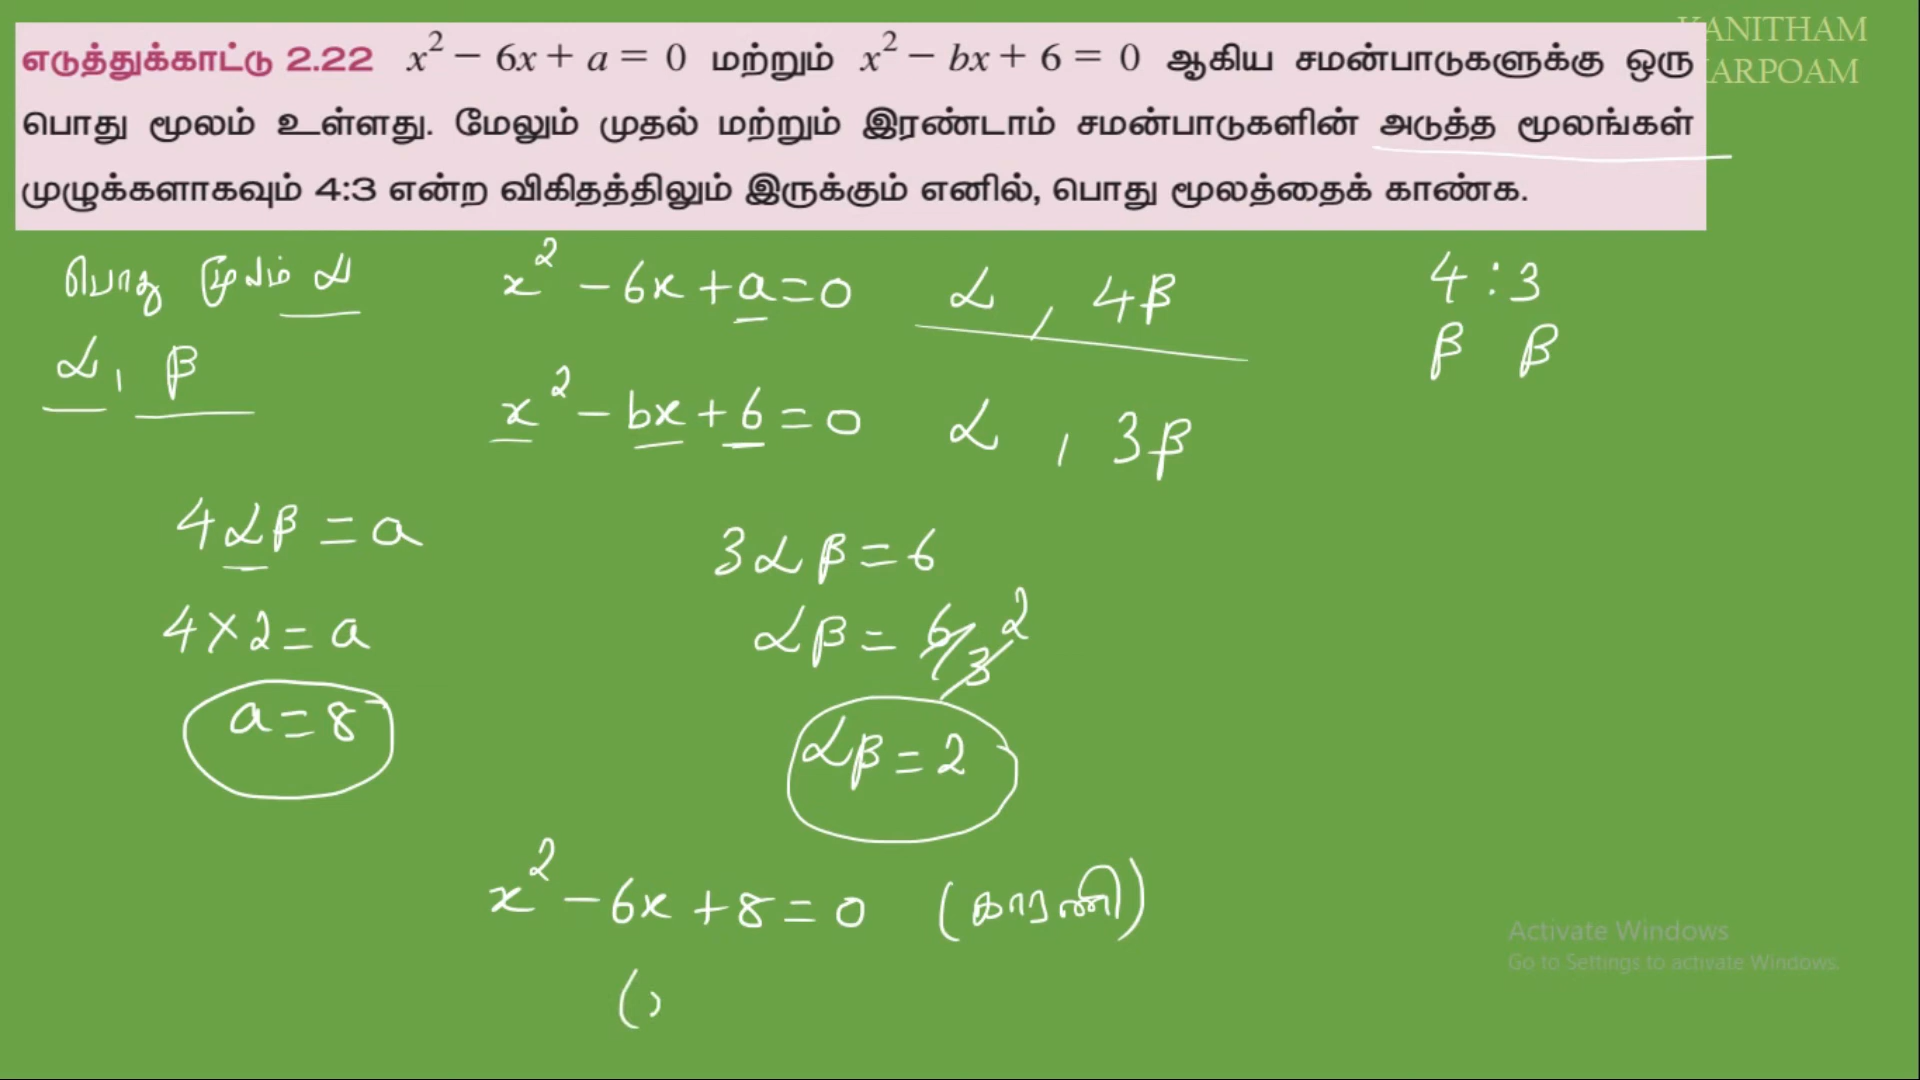 KANITHAM
KARPOAM
எடுத்துக்காட்டு 2.22 x² − 6x + a = 0 மற்றும் x² − bx + 6 = 0 ஆகிய சமன்பாடுகளுக்கு ஒரு
பொது மூலம் உள்ளது. மேலும் முதல் மற்றும் இரண்டாம் சமன்பாடுகளின் அடுத்த மூலங்கள்
முழுக்களாகவும் 4:3 என்ற விகிதத்திலும் இருக்கும் எனில், பொது மூலத்தைக் காண்க.
பொது மூலம் α x² − 6x + a = 0 α , 4β 4 : 3
α, β β β
x² − bx + 6 = 0 α , 3β
4αβ = a 3αβ = 6
4 × 2 = a αβ = 6/3 2
a = 8 αβ = 2
x² − 6x + 8 = 0 (காரணி)
(
Activate Windows
Go to Settings to activate Windows.